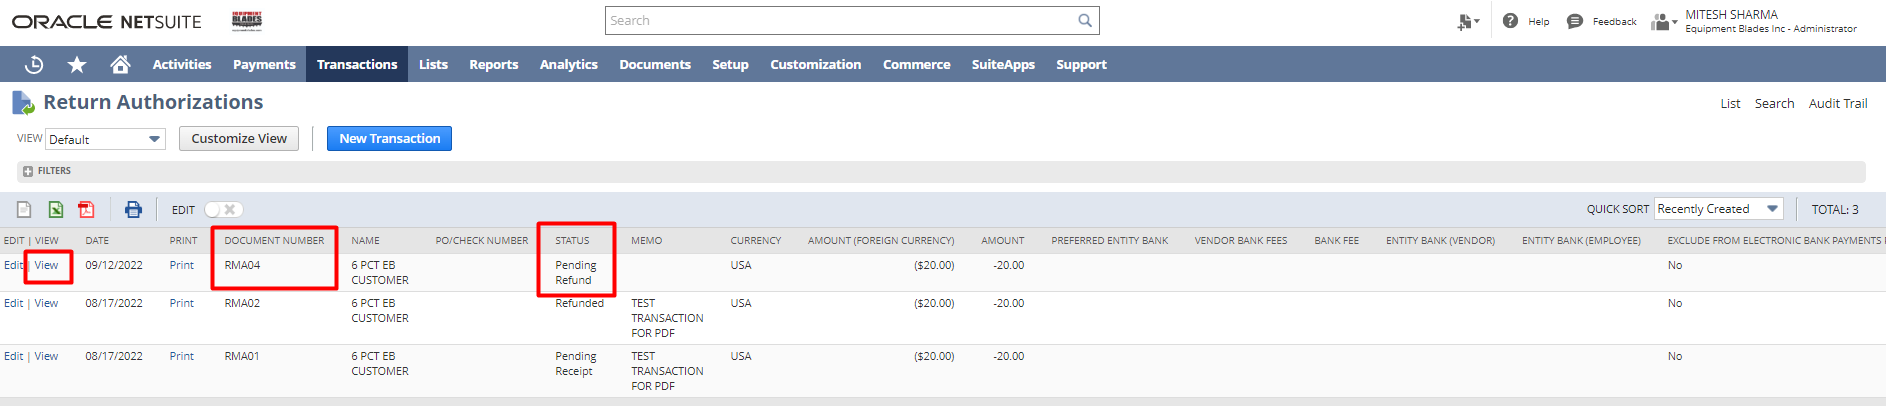 ORACLE NETSUITE
EQUIPMENT
BLADES
Search
Help
Feedback
MITESH SHARMA
Equipment Blades Inc - Administrator
Activities Payments Transactions Lists Reports Analytics Documents Setup Customization Commerce SuiteApps Support
Return Authorizations
List Search Audit Trail
VIEW Default Customize View New Transaction
FILTERS
EDIT
QUICK SORT Recently Created TOTAL: 3
EDIT | VIEW DATE PRINT DOCUMENT NUMBER NAME PO/CHECK NUMBER STATUS MEMO CURRENCY AMOUNT (FOREIGN CURRENCY) AMOUNT PREFERRED ENTITY BANK VENDOR BANK FEES BANK FEE ENTITY BANK (VENDOR) ENTITY BANK (EMPLOYEE) EXCLUDE FROM ELECTRONIC BANK PAYMENTS
Edit | View 09/12/2022 Print RMA04 6 PCT EB Pending USA ($20.00) -20.00 No
CUSTOMER Refund
Edit | View 08/17/2022 Print RMA02 6 PCT EB Refunded TEST USA ($20.00) -20.00 No
CUSTOMER TRANSACTION
FOR PDF
Edit | View 08/17/2022 Print RMA01 6 PCT EB Pending TEST USA ($20.00) -20.00 No
CUSTOMER Receipt TRANSACTION
FOR PDF